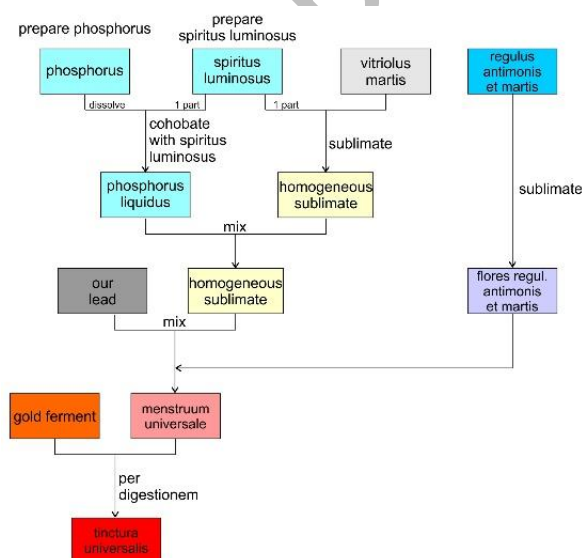 prepare phosphorus
prepare
spiritus luminosus
phosphorus
spiritus
luminosus
vitriolus
martis
regulus
antimonis
et martis
dissolve
1 part
1 part
cohobate
with spiritus
luminosus
sublimate
sublimate
phosphorus
liquidus
homogeneous
sublimate
mix
our
lead
homogeneous
sublimate
flores regul.
antimonis
et martis
mix
gold ferment
menstruum
universale
per
digestionem
tinctura
universalis